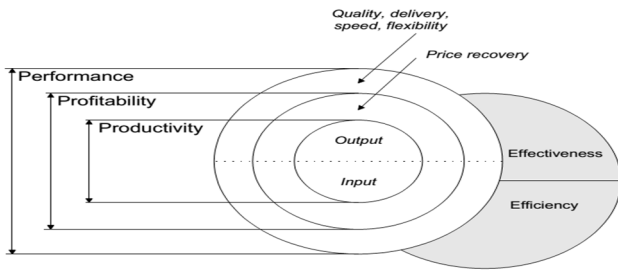 Quality, delivery,
speed, flexibility
Price recovery
Performance
Profitability
Productivity
Output
Input
Effectiveness
Efficiency